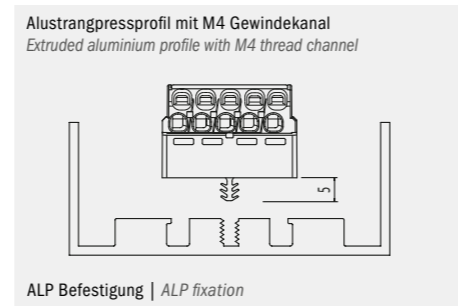 Alustrangpressprofil mit M4 Gewindekanal
Extruded aluminium profile with M4 thread channel
5
ALP Befestigung | ALP fixation